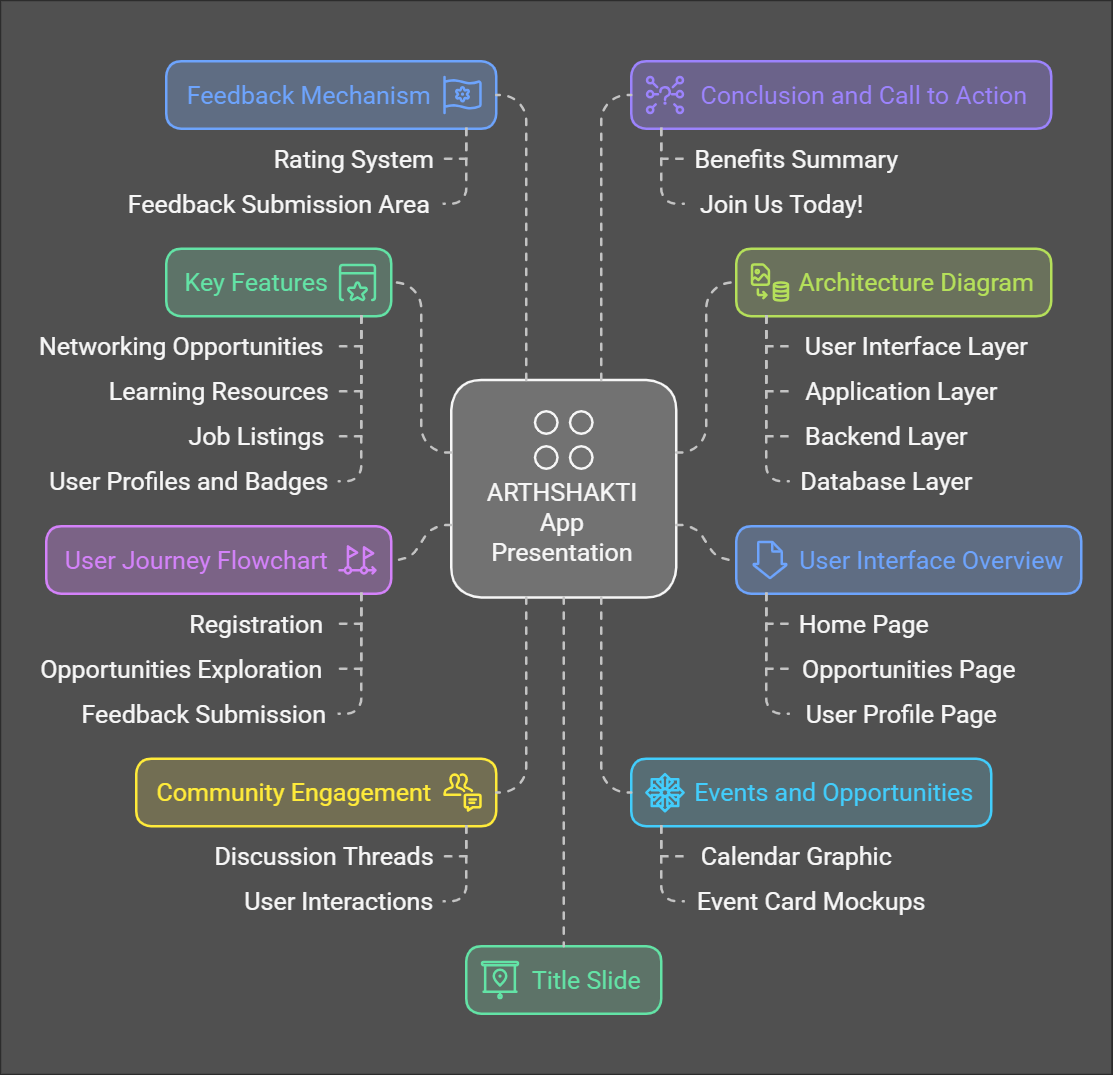 Feedback Mechanism
Rating System
Feedback Submission Area
Conclusion and Call to Action
Benefits Summary
Join Us Today!
Key Features
Networking Opportunities
Learning Resources
Job Listings
User Profiles and Badges
Architecture Diagram
User Interface Layer
Application Layer
Backend Layer
Database Layer
ARTHSHAKTI
App
Presentation
User Journey Flowchart
Registration
Opportunities Exploration
Feedback Submission
User Interface Overview
Home Page
Opportunities Page
User Profile Page
Community Engagement
Discussion Threads
User Interactions
Events and Opportunities
Calendar Graphic
Event Card Mockups
Title Slide